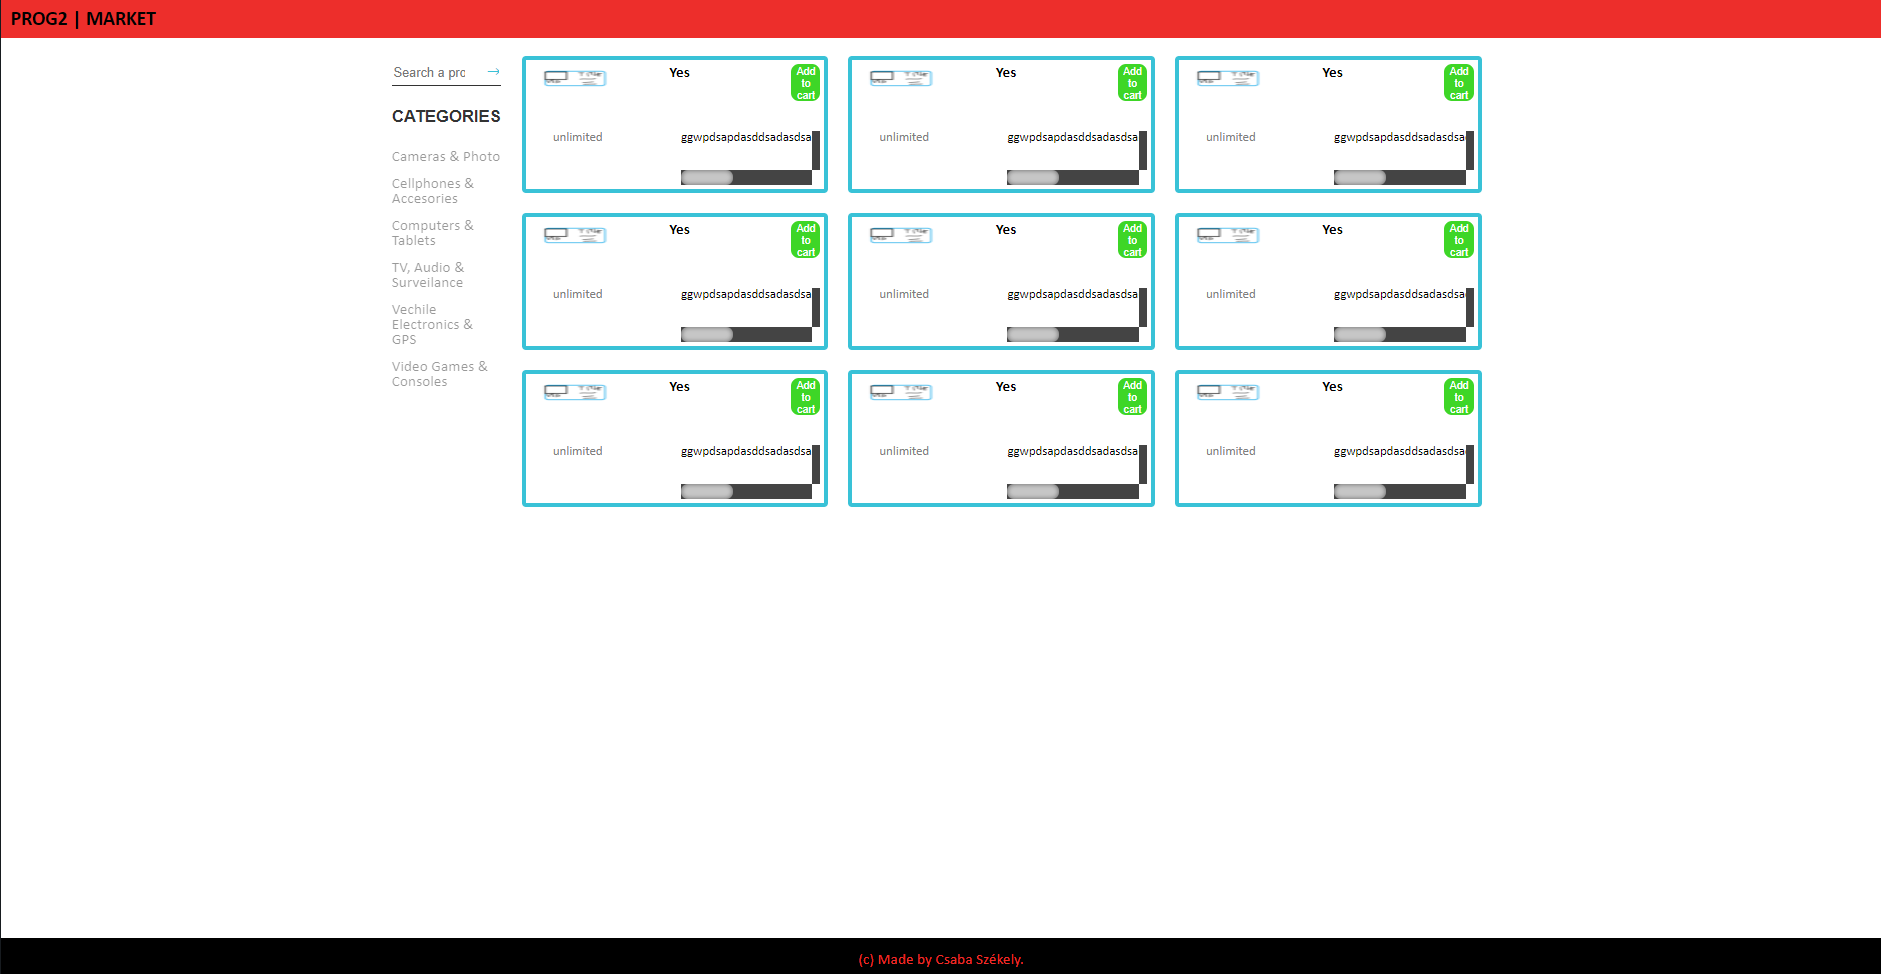 PROG2 | MARKET
Search a pro
→
CATEGORIES
Cameras & Photo
Cellphones &
Accesories
Computers &
Tablets
TV, Audio &
Surveilance
Vechile
Electronics &
GPS
Video Games &
Consoles
Yes
Add
to
cart
unlimited
ggwpdsapdasddsadasdsa
Yes
Add
to
cart
unlimited
ggwpdsapdasddsadasdsa
Yes
Add
to
cart
unlimited
ggwpdsapdasddsadasdsa
Yes
Add
to
cart
unlimited
ggwpdsapdasddsadasdsa
Yes
Add
to
cart
unlimited
ggwpdsapdasddsadasdsa
Yes
Add
to
cart
unlimited
ggwpdsapdasddsadasdsa
Yes
Add
to
cart
unlimited
ggwpdsapdasddsadasdsa
Yes
Add
to
cart
unlimited
ggwpdsapdasddsadasdsa
Yes
Add
to
cart
unlimited
ggwpdsapdasddsadasdsa
(c) Made by Csaba Székely.